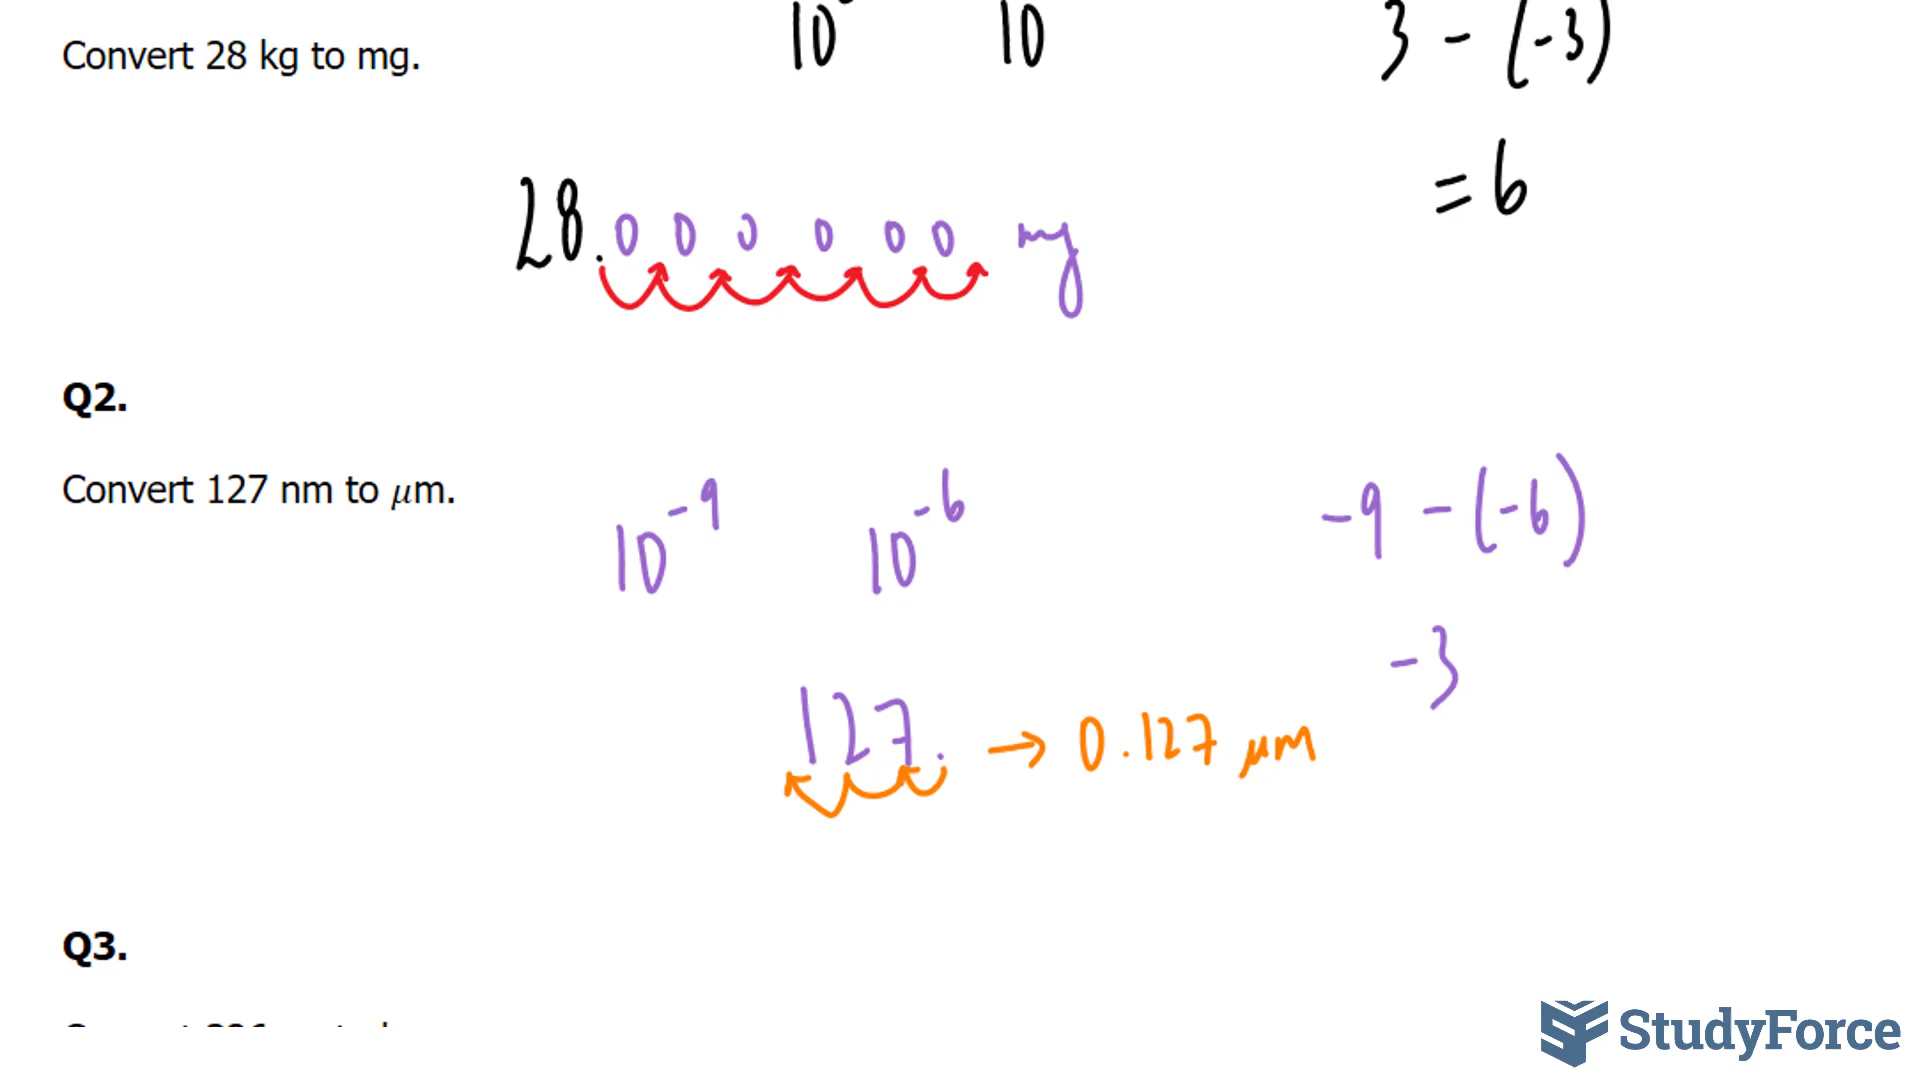 Convert 28 kg to mg.
10 10 3 - (-3)
= 6
28.000000 mg
Q2.
Convert 127 nm to μm.
10⁻⁹ 10⁻⁶ -9 - (-6)
-3
127. → 0.127 μm
Q3.
StudyForce